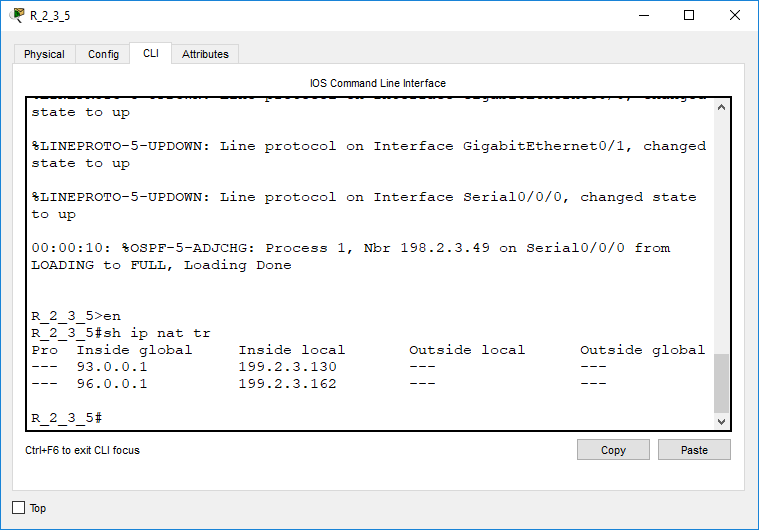 R_2_3_5
Physical Config CLI Attributes
IOS Command Line Interface
state to up
%LINEPROTO-5-UPDOWN: Line protocol on Interface GigabitEthernet0/1, changed
state to up
%LINEPROTO-5-UPDOWN: Line protocol on Interface Serial0/0/0, changed state
to up
00:00:10: %OSPF-5-ADJCHG: Process 1, Nbr 198.2.3.49 on Serial0/0/0 from
LOADING to FULL, Loading Done
R_2_3_5>en
R_2_3_5#sh ip nat tr
Pro Inside global Inside local Outside local Outside global
--- 93.0.0.1 199.2.3.130 --- ---
--- 96.0.0.1 199.2.3.162 --- ---
R_2_3_5#
Ctrl+F6 to exit CLI focus
Copy Paste
Top